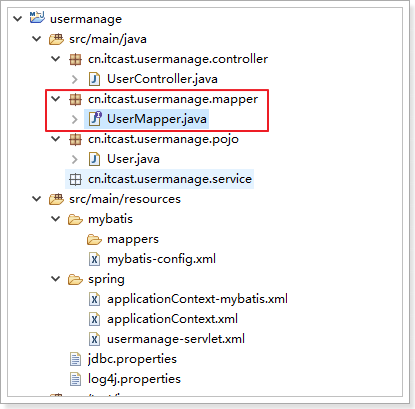 usermanage
src/main/java
cn.itcast.usermanage.controller
UserController.java
cn.itcast.usermanage.mapper
UserMapper.java
cn.itcast.usermanage.pojo
User.java
cn.itcast.usermanage.service
src/main/resources
mybatis
mappers
mybatis-config.xml
spring
applicationContext-mybatis.xml
applicationContext.xml
usermanage-servlet.xml
jdbc.properties
log4j.properties